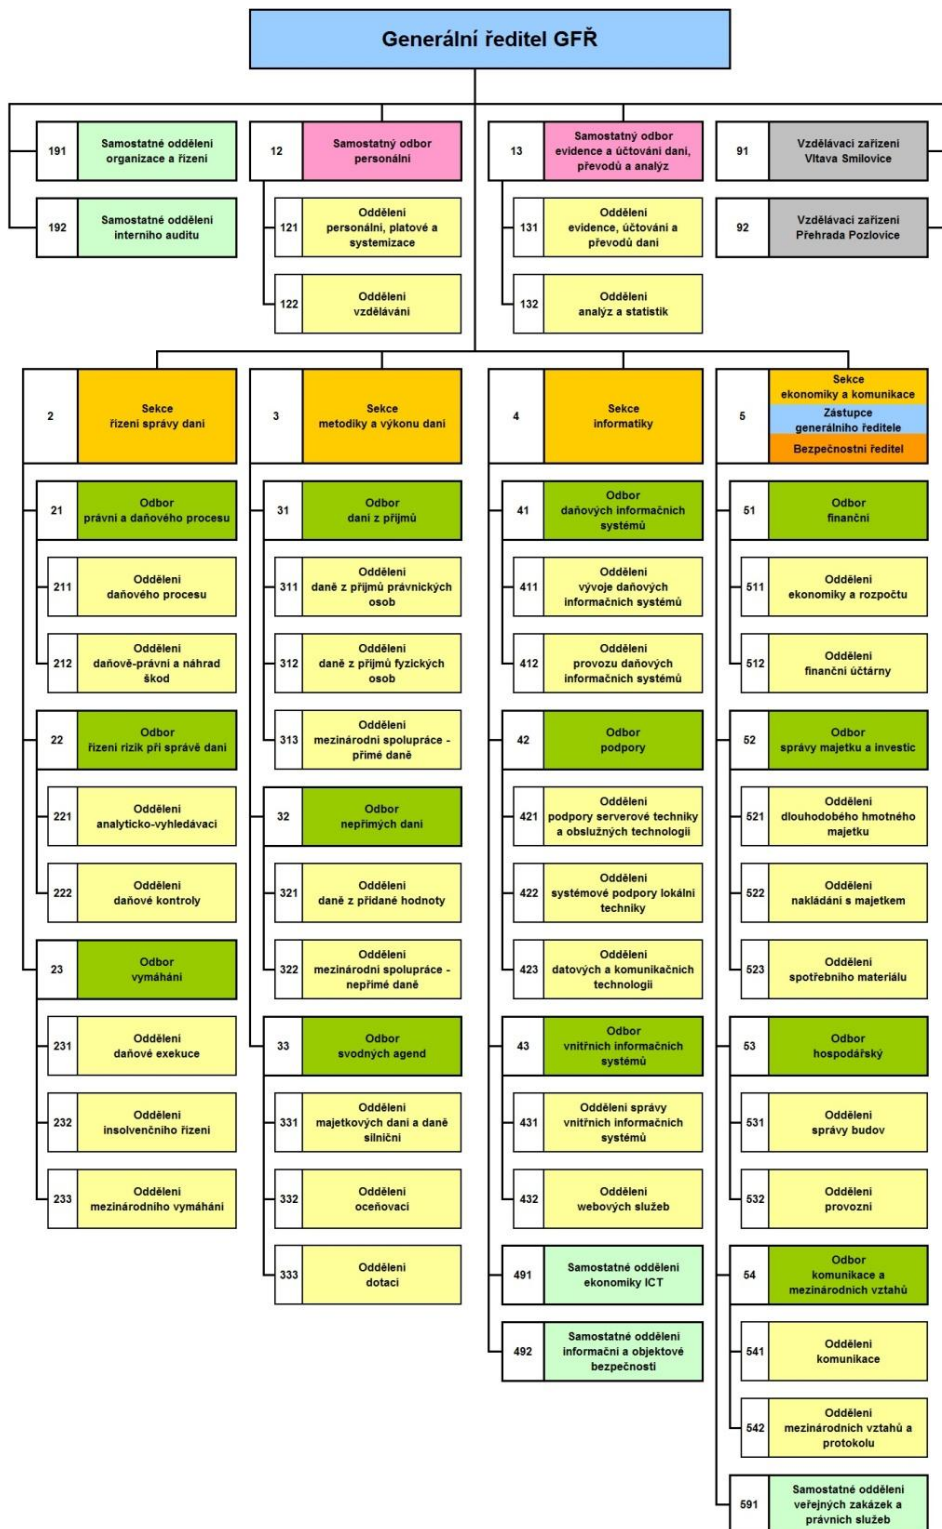 Generální ředitel GFŘ
191
Samostatné oddělení
organizace a řízení
192
Samostatné oddělení
interního auditu
12
Samostatný odbor
personální
121
Oddělení
personální, platové a
systemizace
122
Oddělení
vzdělávání
13
Samostatný odbor
evidence a účtování daní,
převodů a analýz
131
Oddělení
evidence, účtování a
převodů daní
132
Oddělení
analýz a statistik
91
Vzdělávací zařízení
Vltava Smilovice
92
Vzdělávací zařízení
Přehrada Pozlovice
2
Sekce
řízení správy daní
21
Odbor
právní a daňového procesu
211
Oddělení
daňového procesu
212
Oddělení
daňově-právní a náhrad
škod
22
Odbor
řízení rizik při správě daní
221
Oddělení
analyticko-vyhledávací
222
Oddělení
daňové kontroly
23
Odbor
vymáhání
231
Oddělení
daňové exekuce
232
Oddělení
insolvenčního řízení
233
Oddělení
mezinárodního vymáhání
3
Sekce
metodiky a výkonu daní
31
Odbor
daní z příjmů
311
Oddělení
daně z příjmů právnických
osob
312
Oddělení
daně z příjmů fyzických
osob
313
Oddělení
mezinárodní spolupráce -
přímé daně
32
Odbor
nepřímých daní
321
Oddělení
daně z přidané hodnoty
322
Oddělení
mezinárodní spolupráce -
nepřímé daně
33
Odbor
svodných agend
331
Oddělení
majetkových daní a daně
silniční
332
Oddělení
oceňovací
333
Oddělení
dotací
4
Sekce
informatiky
41
Odbor
daňových informačních
systémů
411
Oddělení
vývoje daňových
informačních systémů
412
Oddělení
provozu daňových
informačních systémů
42
Odbor
podpory
421
Oddělení
podpory serverové techniky
a obslužných technologií
422
Oddělení
systémové podpory lokální
techniky
423
Oddělení
datových a komunikačních
technologií
43
Odbor
vnitřních informačních
systémů
431
Oddělení správy
vnitřních informačních
systémů
432
Oddělení
webových služeb
491
Samostatné oddělení
ekonomiky ICT
492
Samostatné oddělení
informační a objektové
bezpečnosti
5
Sekce
ekonomiky a komunikace
Zástupce
generálního ředitele
Bezpečnostní ředitel
51
Odbor
finanční
511
Oddělení
ekonomiky a rozpočtu
512
Oddělení
finanční účtárny
52
Odbor
správy majetku a investic
521
Oddělení
dlouhodobého hmotného
majetku
522
Oddělení
nakládání s majetkem
523
Oddělení
spotřebního materiálu
53
Odbor
hospodářský
531
Oddělení
správy budov
532
Oddělení
provozní
54
Odbor
komunikace a
mezinárodních vztahů
541
Oddělení
komunikace
542
Oddělení
mezinárodních vztahů a
protokolu
591
Samostatné oddělení
veřejných zakázek a
právních služeb